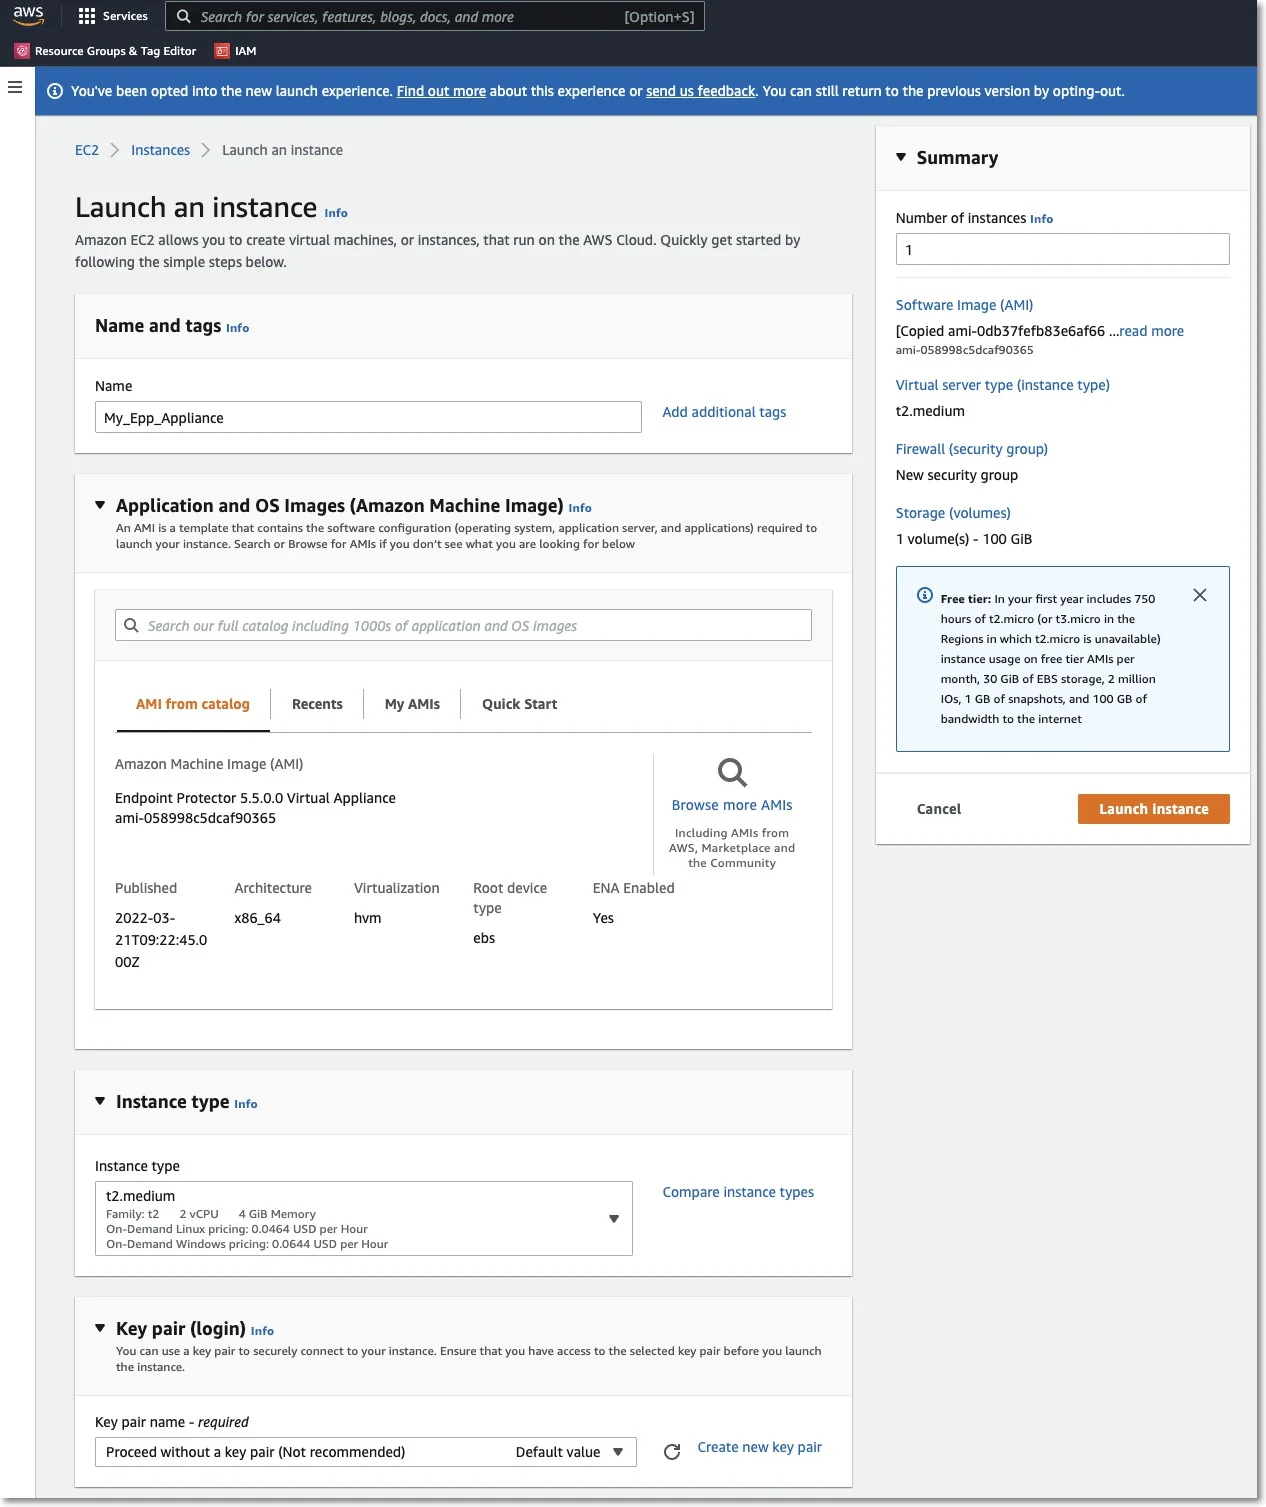 aws
Services
Search for services, features, blogs, docs, and more [Option+S]
Resource Groups & Tag Editor IAM
You've been opted into the new launch experience. Find out more about this experience or send us feedback. You can still return to the previous version by opting-out.
EC2 Instances Launch an instance
Launch an instance Info
Amazon EC2 allows you to create virtual machines, or instances, that run on the AWS Cloud. Quickly get started by
following the simple steps below.
Name and tags Info
Name
My_Epp_Appliance
Add additional tags
Application and OS Images (Amazon Machine Image) Info
An AMI is a template that contains the software configuration (operating system, application server, and applications) required to
launch your instance. Search or Browse for AMIs if you don't see what you are looking for below
Search our full catalog including 1000s of application and OS images
AMI from catalog Recents My AMIs Quick Start
Amazon Machine Image (AMI)
Endpoint Protector 5.5.0.0 Virtual Appliance
ami-058998c5dcaf90365
Browse more AMIs
Including AMIs from
AWS, Marketplace and
the Community
Published
2022-03-
21T09:22:45.0
00Z
Architecture
x86_64
Virtualization
hvm
Root device
type
ebs
ENA Enabled
Yes
Instance type Info
Instance type
t2.medium
Family: t2 2 vCPU 4 GiB Memory
On-Demand Linux pricing: 0.0464 USD per Hour
On-Demand Windows pricing: 0.0644 USD per Hour
Compare instance types
Key pair (login) Info
You can use a key pair to securely connect to your instance. Ensure that you have access to the selected key pair before you launch
the instance.
Key pair name - required
Proceed without a key pair (Not recommended) Default value
Create new key pair
Summary
Number of instances Info
1
Software Image (AMI)
[Copied ami-0db37fefb83e6af66 ...read more
ami-058998c5dcaf90365
Virtual server type (instance type)
t2.medium
Firewall (security group)
New security group
Storage (volumes)
1 volume(s) - 100 GiB
Free tier: In your first year includes 750
hours of t2.micro (or t3.micro in the
Regions in which t2.micro is unavailable)
instance usage on free tier AMIs per
month, 30 GiB of EBS storage, 2 million
IOs, 1 GB of snapshots, and 100 GB of
bandwidth to the internet
Cancel Launch instance